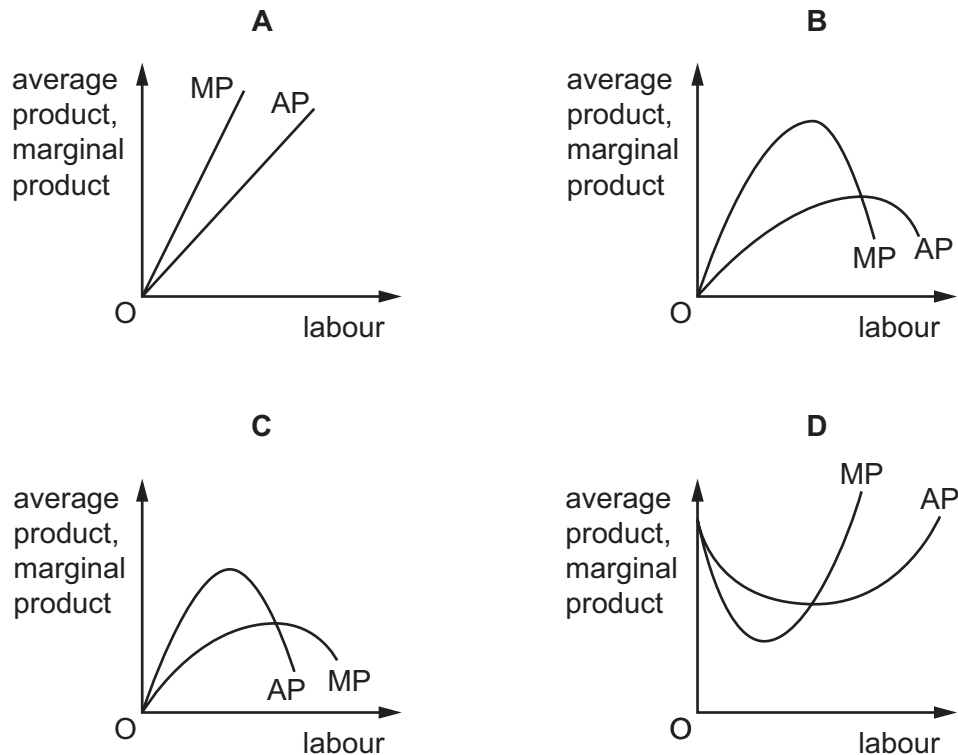 A
average
product,
marginal
product
MP
AP
O
labour
B
average
product,
marginal
product
MP
AP
O
labour
C
average
product,
marginal
product
AP
MP
O
labour
D
average
product,
marginal
product
MP
AP
O
labour